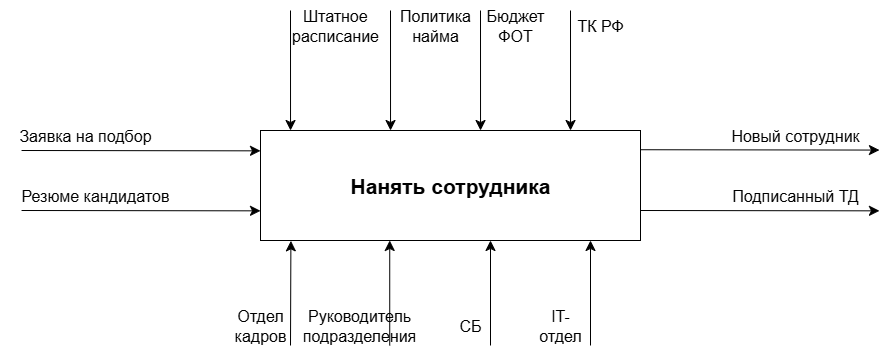 Штатное
расписание
Политика
найма
Бюджет
ФОТ
ТК РФ
Заявка на подбор
Новый сотрудник
Нанять сотрудника
Резюме кандидатов
Подписанный ТД
Отдел
кадров
Руководитель
подразделения
СБ
IT-
отдел